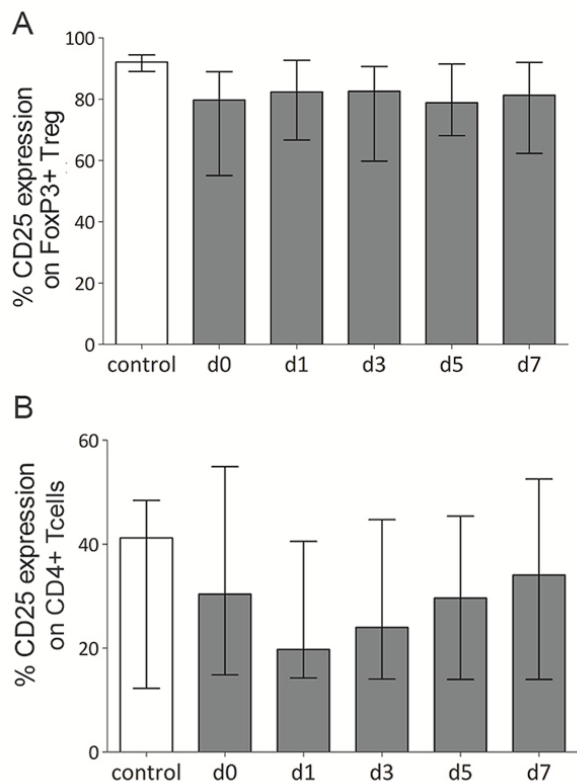 A
% CD25 expression
on FoxP3+ Treg
100
80
60
40
20
0
control d0 d1 d3 d5 d7
B
% CD25 expression
on CD4+ Tcells
60
40
20
0
control d0 d1 d3 d5 d7